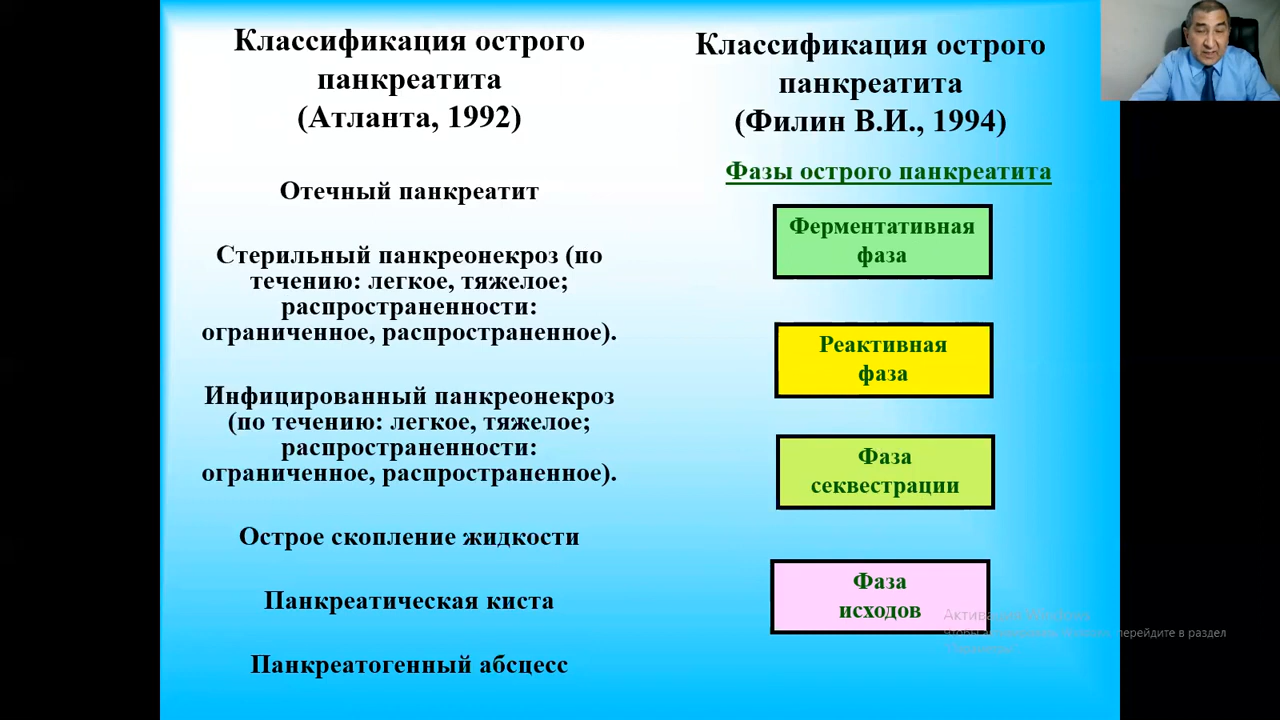 Классификация острого
панкреатита
(Атланта, 1992)
Отечный панкреатит
Стерильный панкреонекроз (по
течению: легкое, тяжелое;
распространенности:
ограниченное, распространенное).
Инфицированный панкреонекроз
(по течению: легкое, тяжелое;
распространенности:
ограниченное, распространенное).
Острое скопление жидкости
Панкреатическая киста
Панкреатогенный абсцесс
Классификация острого
панкреатита
(Филин В.И., 1994)
Фазы острого панкреатита
Ферментативная
фаза
Реактивная
фаза
Фаза
секвестрации
Фаза
исходов
перейдите в раздел